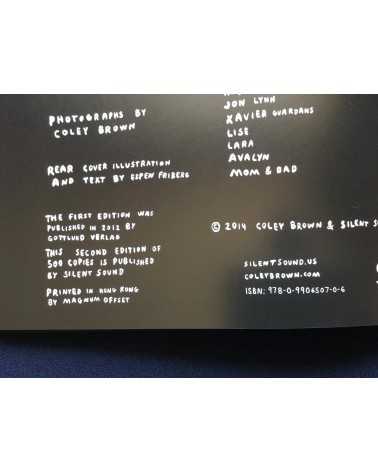 PHOTOGRAPHS BY
COLEY BROWN
REAR COVER ILLUSTRATION
AND TEXT BY ESPEN FRIBERG
THE FIRST EDITION WAS
PUBLISHED IN 2012 BY
GOTTLUND VERLAG
THIS SECOND EDITION OF
500 COPIES IS PUBLISHED
BY SILENT SOUND
PRINTED IN HONG KONG
BY MAGNUM OFFSET
JON LYNN
XAVIER GUARDANS
LISE
LARA
AVALYN
MOM & DAD
© 2014 COLEY BROWN & SILENT
SILENTSOUND.US
COLEYBROWN.COM
ISBN: 978-0-9906507-0-6